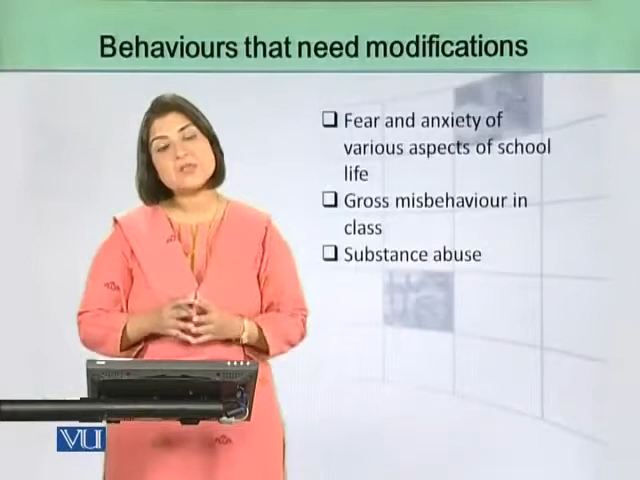 Behaviours that need modifications
Fear and anxiety of
various aspects of school
life
Gross misbehaviour in
class
Substance abuse
VU